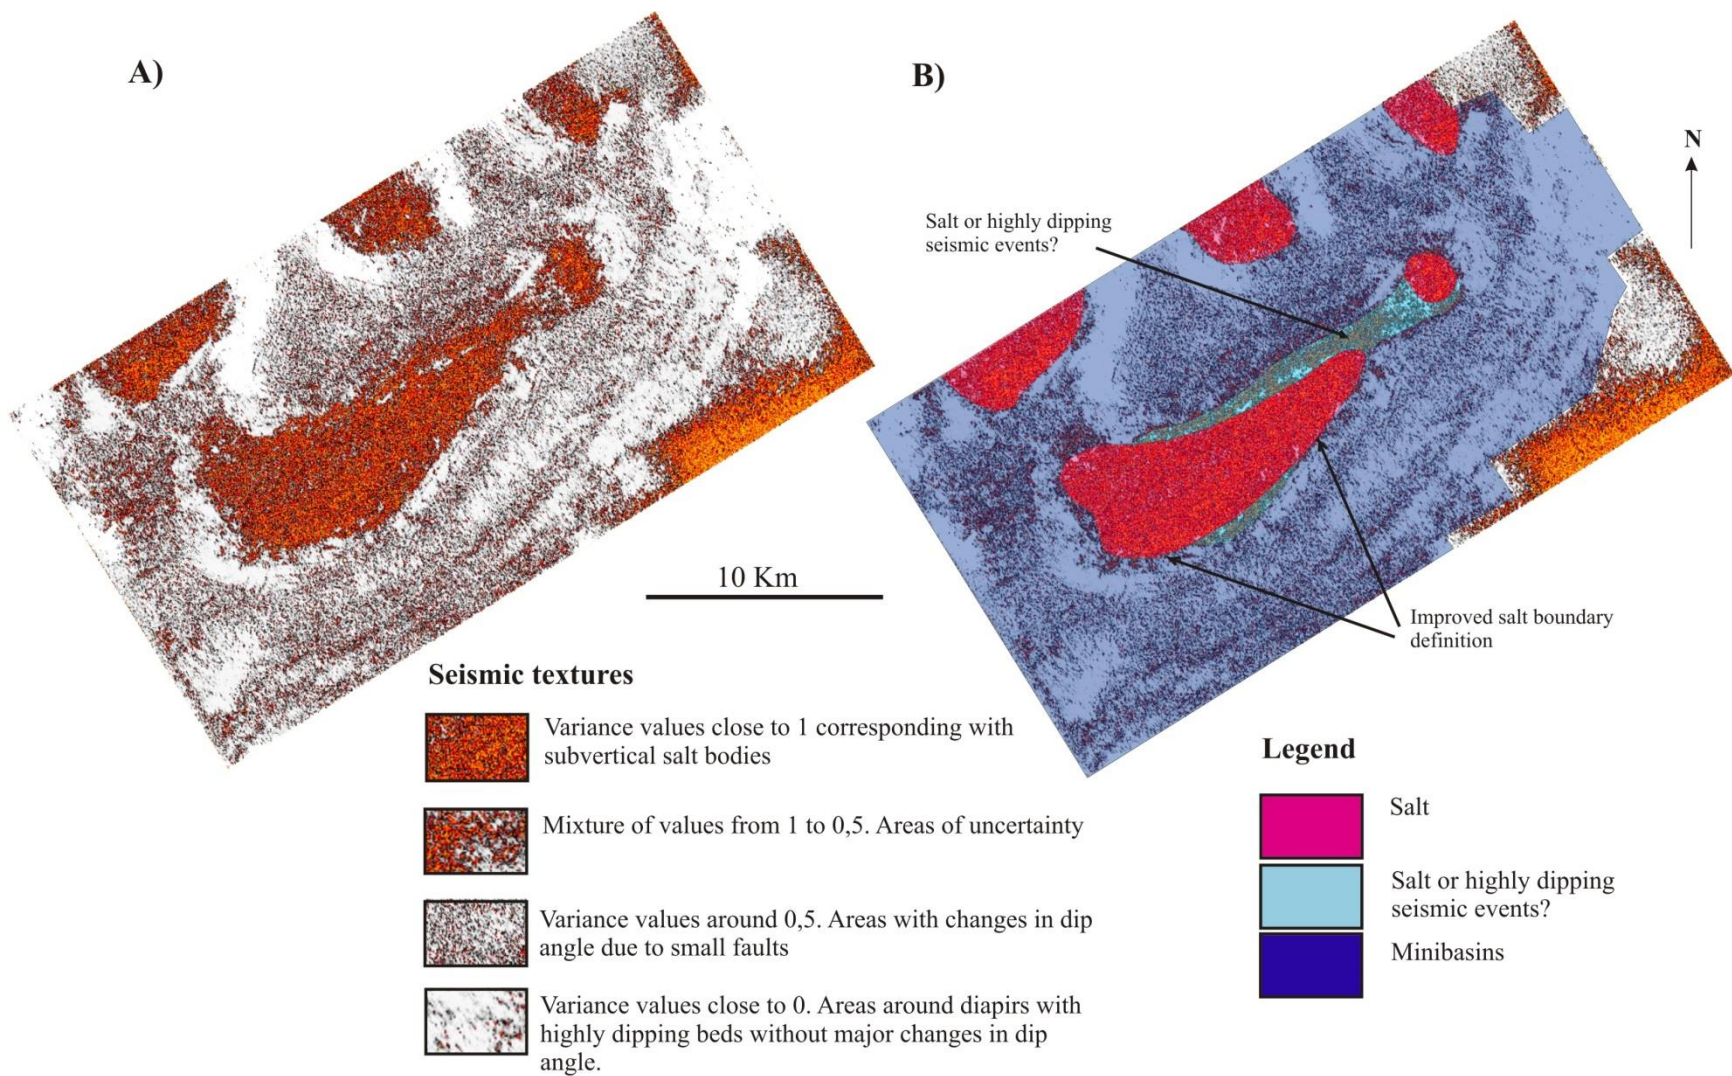 A)
B)
N
Salt or highly dipping
seismic events?
10 Km
Improved salt boundary
definition
Seismic textures
Variance values close to 1 corresponding with
subvertical salt bodies
Mixture of values from 1 to 0,5. Areas of uncertainty
Variance values around 0,5. Areas with changes in dip
angle due to small faults
Variance values close to 0. Areas around diapirs with
highly dipping beds without major changes in dip
angle.
Legend
Salt
Salt or highly dipping
seismic events?
Minibasins